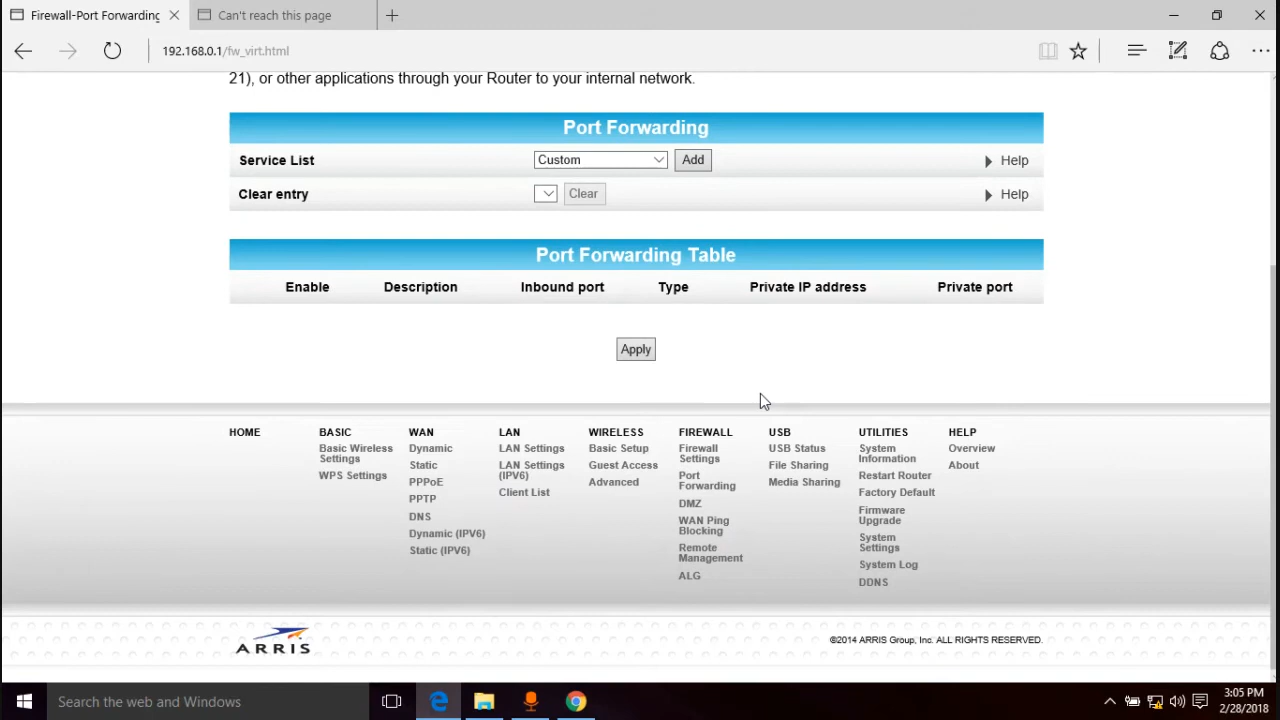 Firewall-Port Forwarding
Can't reach this page
192.168.0.1/fw_virt.html
21), or other applications through your Router to your internal network.
Port Forwarding
Service List Custom Add Help
Clear entry Clear Help
Port Forwarding Table
Enable Description Inbound port Type Private IP address Private port
Apply
HOME
BASIC
Basic Wireless
Settings
WPS Settings
WAN
Dynamic
Static
PPPoE
PPTP
DNS
Dynamic (IPV6)
Static (IPV6)
LAN
LAN Settings
LAN Settings
(IPV6)
Client List
WIRELESS
Basic Setup
Guest Access
Advanced
FIREWALL
Firewall
Settings
Port
Forwarding
DMZ
WAN Ping
Blocking
Remote
Management
ALG
USB
USB Status
File Sharing
Media Sharing
UTILITIES
System
Information
Restart Router
Factory Default
Firmware
Upgrade
System
Settings
System Log
DDNS
HELP
Overview
About
ARRIS
©2014 ARRIS Group, Inc. ALL RIGHTS RESERVED.
Search the web and Windows
3:05 PM
2/28/2018